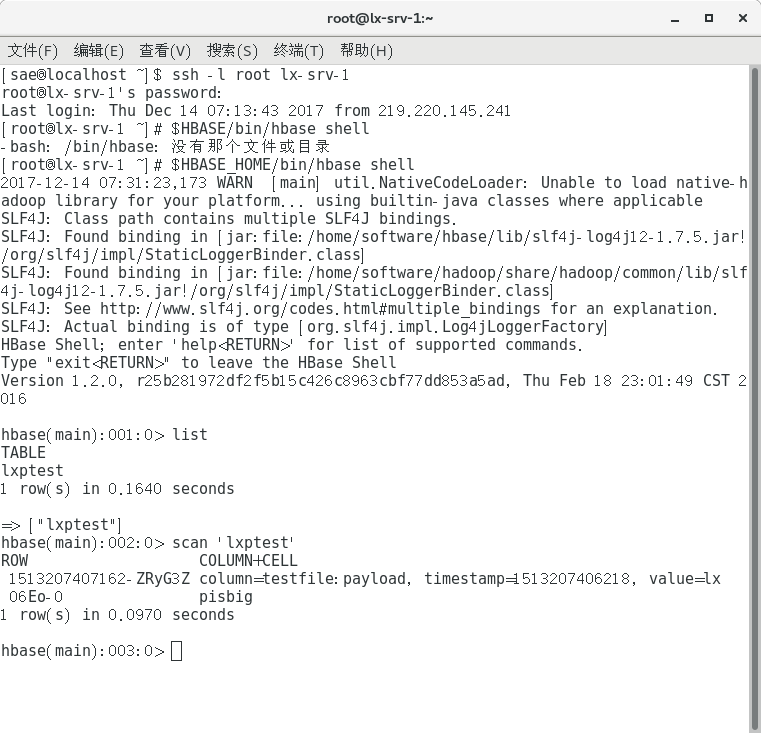 root@lx-srv-1:~
文件(F) 编辑(E) 查看(V) 搜索(S) 终端(T) 帮助(H)
[sae@localhost ~]$ ssh -l root lx-srv-1
root@lx-srv-1's password:
Last login: Thu Dec 14 07:13:43 2017 from 219.220.145.241
[root@lx-srv-1 ~]# $HBASE/bin/hbase shell
-bash: /bin/hbase: 没有那个文件或目录
[root@lx-srv-1 ~]# $HBASE_HOME/bin/hbase shell
2017-12-14 07:31:23,173 WARN  [main] util.NativeCodeLoader: Unable to load native-h
adoop library for your platform... using builtin-java classes where applicable
SLF4J: Class path contains multiple SLF4J bindings.
SLF4J: Found binding in [jar:file:/home/software/hbase/lib/slf4j-log4j12-1.7.5.jar!
/org/slf4j/impl/StaticLoggerBinder.class]
SLF4J: Found binding in [jar:file:/home/software/hadoop/share/hadoop/common/lib/slf
4j-log4j12-1.7.5.jar!/org/slf4j/impl/StaticLoggerBinder.class]
SLF4J: See http://www.slf4j.org/codes.html#multiple_bindings for an explanation.
SLF4J: Actual binding is of type [org.slf4j.impl.Log4jLoggerFactory]
HBase Shell; enter 'help<RETURN>' for list of supported commands.
Type "exit<RETURN>" to leave the HBase Shell
Version 1.2.0, r25b281972df2f5b15c426c8963cbf77dd853a5ad, Thu Feb 18 23:01:49 CST 2
016
hbase(main):001:0> list
TABLE
lxptest
1 row(s) in 0.1640 seconds
=> ["lxptest"]
hbase(main):002:0> scan 'lxptest'
ROW                   COLUMN+CELL
 1513207407162-ZRyG3Z column=testfile:payload, timestamp=1513207406218, value=lx
 06Eo-0               pisbig
1 row(s) in 0.0970 seconds
hbase(main):003:0>